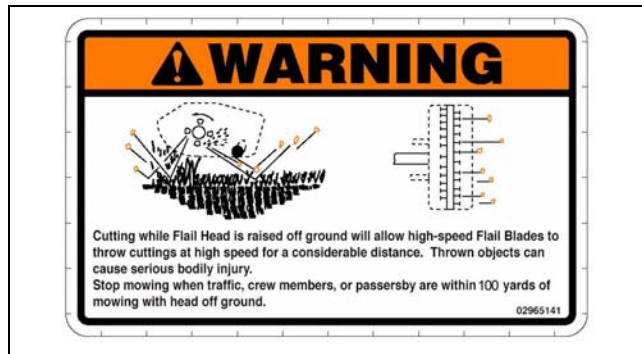 WARNING
Cutting while Flail Head is raised off ground will allow high-speed Flail Blades to
throw cuttings at high speed for a considerable distance. Thrown objects can
cause serious bodily injury.
Stop mowing when traffic, crew members, or passersby are within 100 yards of
mowing with head off ground.
02965141